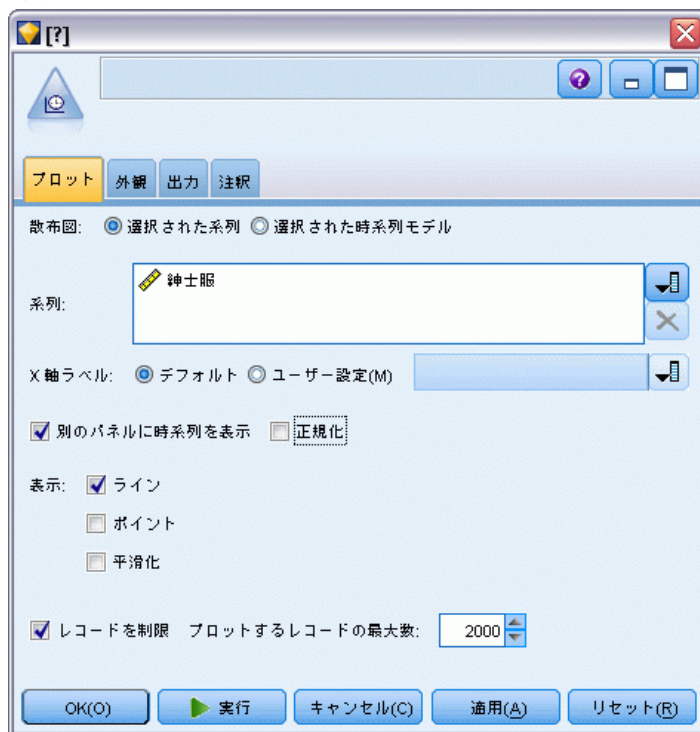 [?]
プロット 外観 出力 注釈
散布図: 選択された系列 選択された時系列モデル
系列: 紳士服
X 軸ラベル: デフォルト ユーザー設定(M)
別のパネルに時系列を表示 正規化
表示: ライン
ポイント
平滑化
レコードを制限 プロットするレコードの最大数: 2000
OK(O) 実行 キャンセル(C) 適用(A) リセット(R)